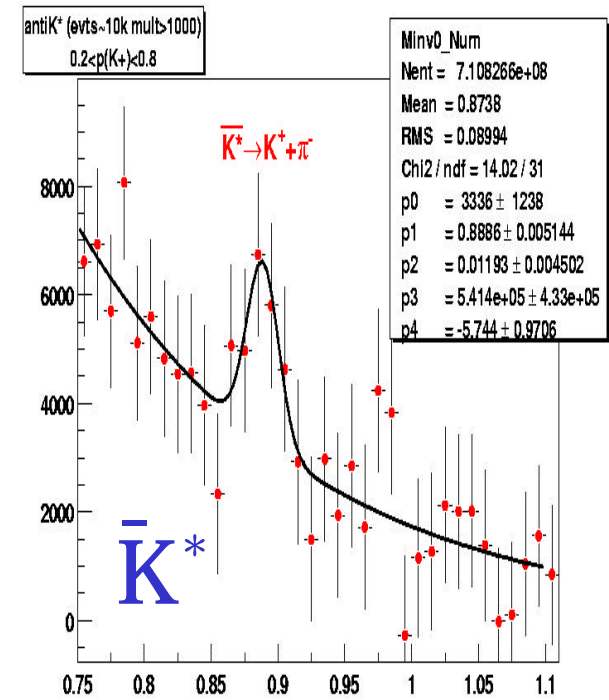 antiK* (evts~10k mult>1000)
0.2<p(K+)<0.8
Minv0_Num
Nent = 7.108266e+08
Mean = 0.8738
RMS = 0.08994
Chi2 / ndf = 14.02 / 31
p0 = 3336 ± 1238
p1 = 0.8886 ± 0.005144
p2 = 0.01193 ± 0.004502
p3 = 5.414e+05 ± 4.33e+05
p4 = -5.744 ± 0.9706
K̅*→K⁺+π⁻
8000
6000
4000
2000
0
K̅*
0.75 0.8 0.85 0.9 0.95 1 1.05 1.1